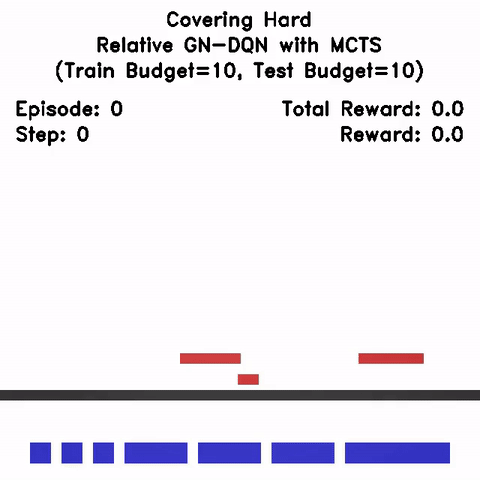 Covering Hard
Relative GN-DQN with MCTS
(Train Budget=10, Test Budget=10)
Episode: 0 Total Reward: 0.0
Step: 0 Reward: 0.0